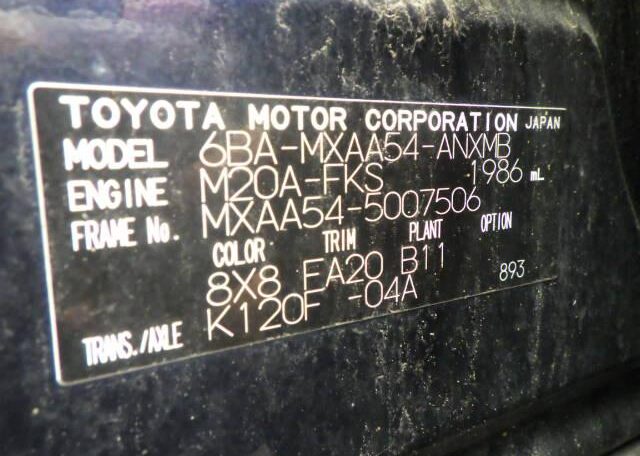 TOYOTA MOTOR CORPORATION JAPAN
MODEL 6BA-MXAA54-ANXMB
ENGINE M20A-FKS 1986 mL
FRAME No. MXAA54-5007506
COLOR TRIM PLANT OPTION
8X8 EA20 B11 893
TRANS./AXLE K120F -04A